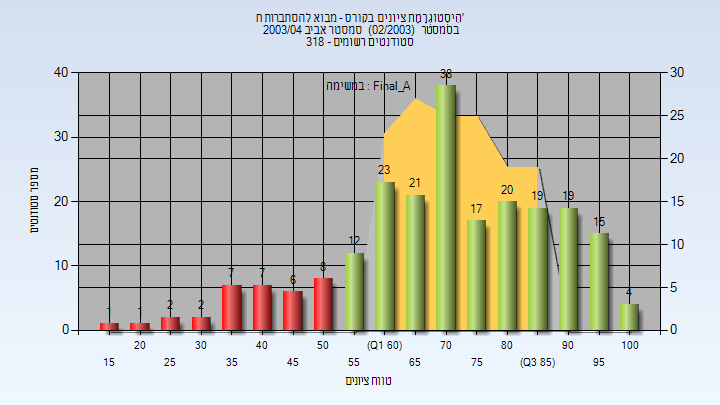 היסטוגרמת ציונים בקורס - מבוא להסתברות ח'
בסמסטר (02/2003) סמסטר אביב 2003/04
סטודנטים רשומים - 318
במשימה : Final_A
40 30 20 10 0
מספר סטודנטים
30 25 20 15 10 5 0
1 1 2 2 7 7 6 8 12 23 21 38 17 20 19 19 15 4
20 30 40 50 (Q1 60) 70 80 90 100
15 25 35 45 55 65 75 (Q3 85) 95
טווח ציונים